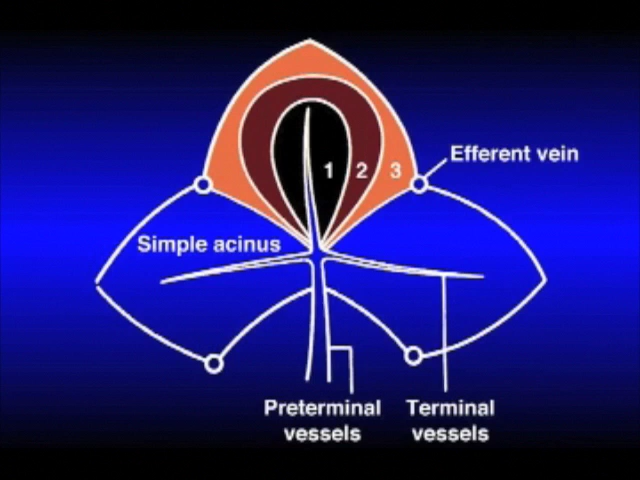 1 2 3
Efferent vein
Simple acinus
Preterminal
vessels
Terminal
vessels